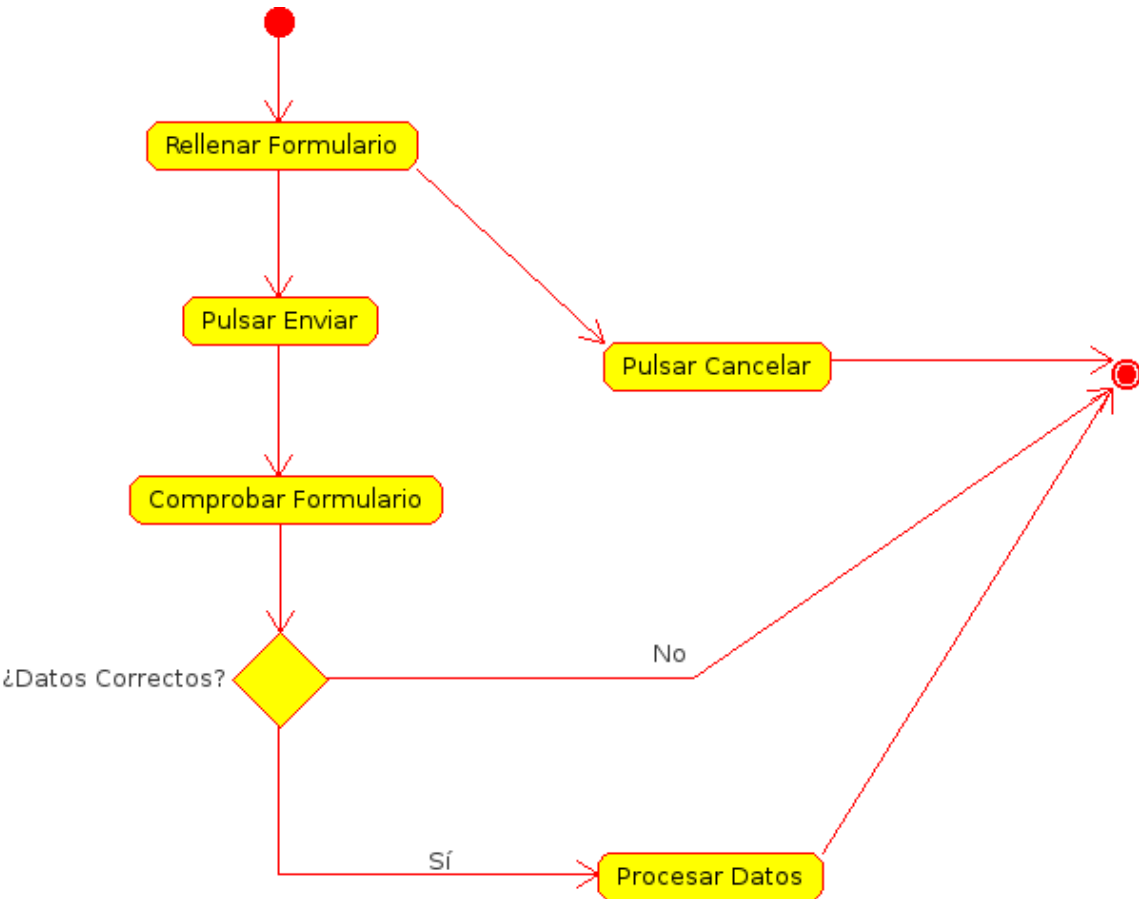 Rellenar Formulario
Pulsar Enviar
Pulsar Cancelar
Comprobar Formulario
¿Datos Correctos?
No
Sí
Procesar Datos